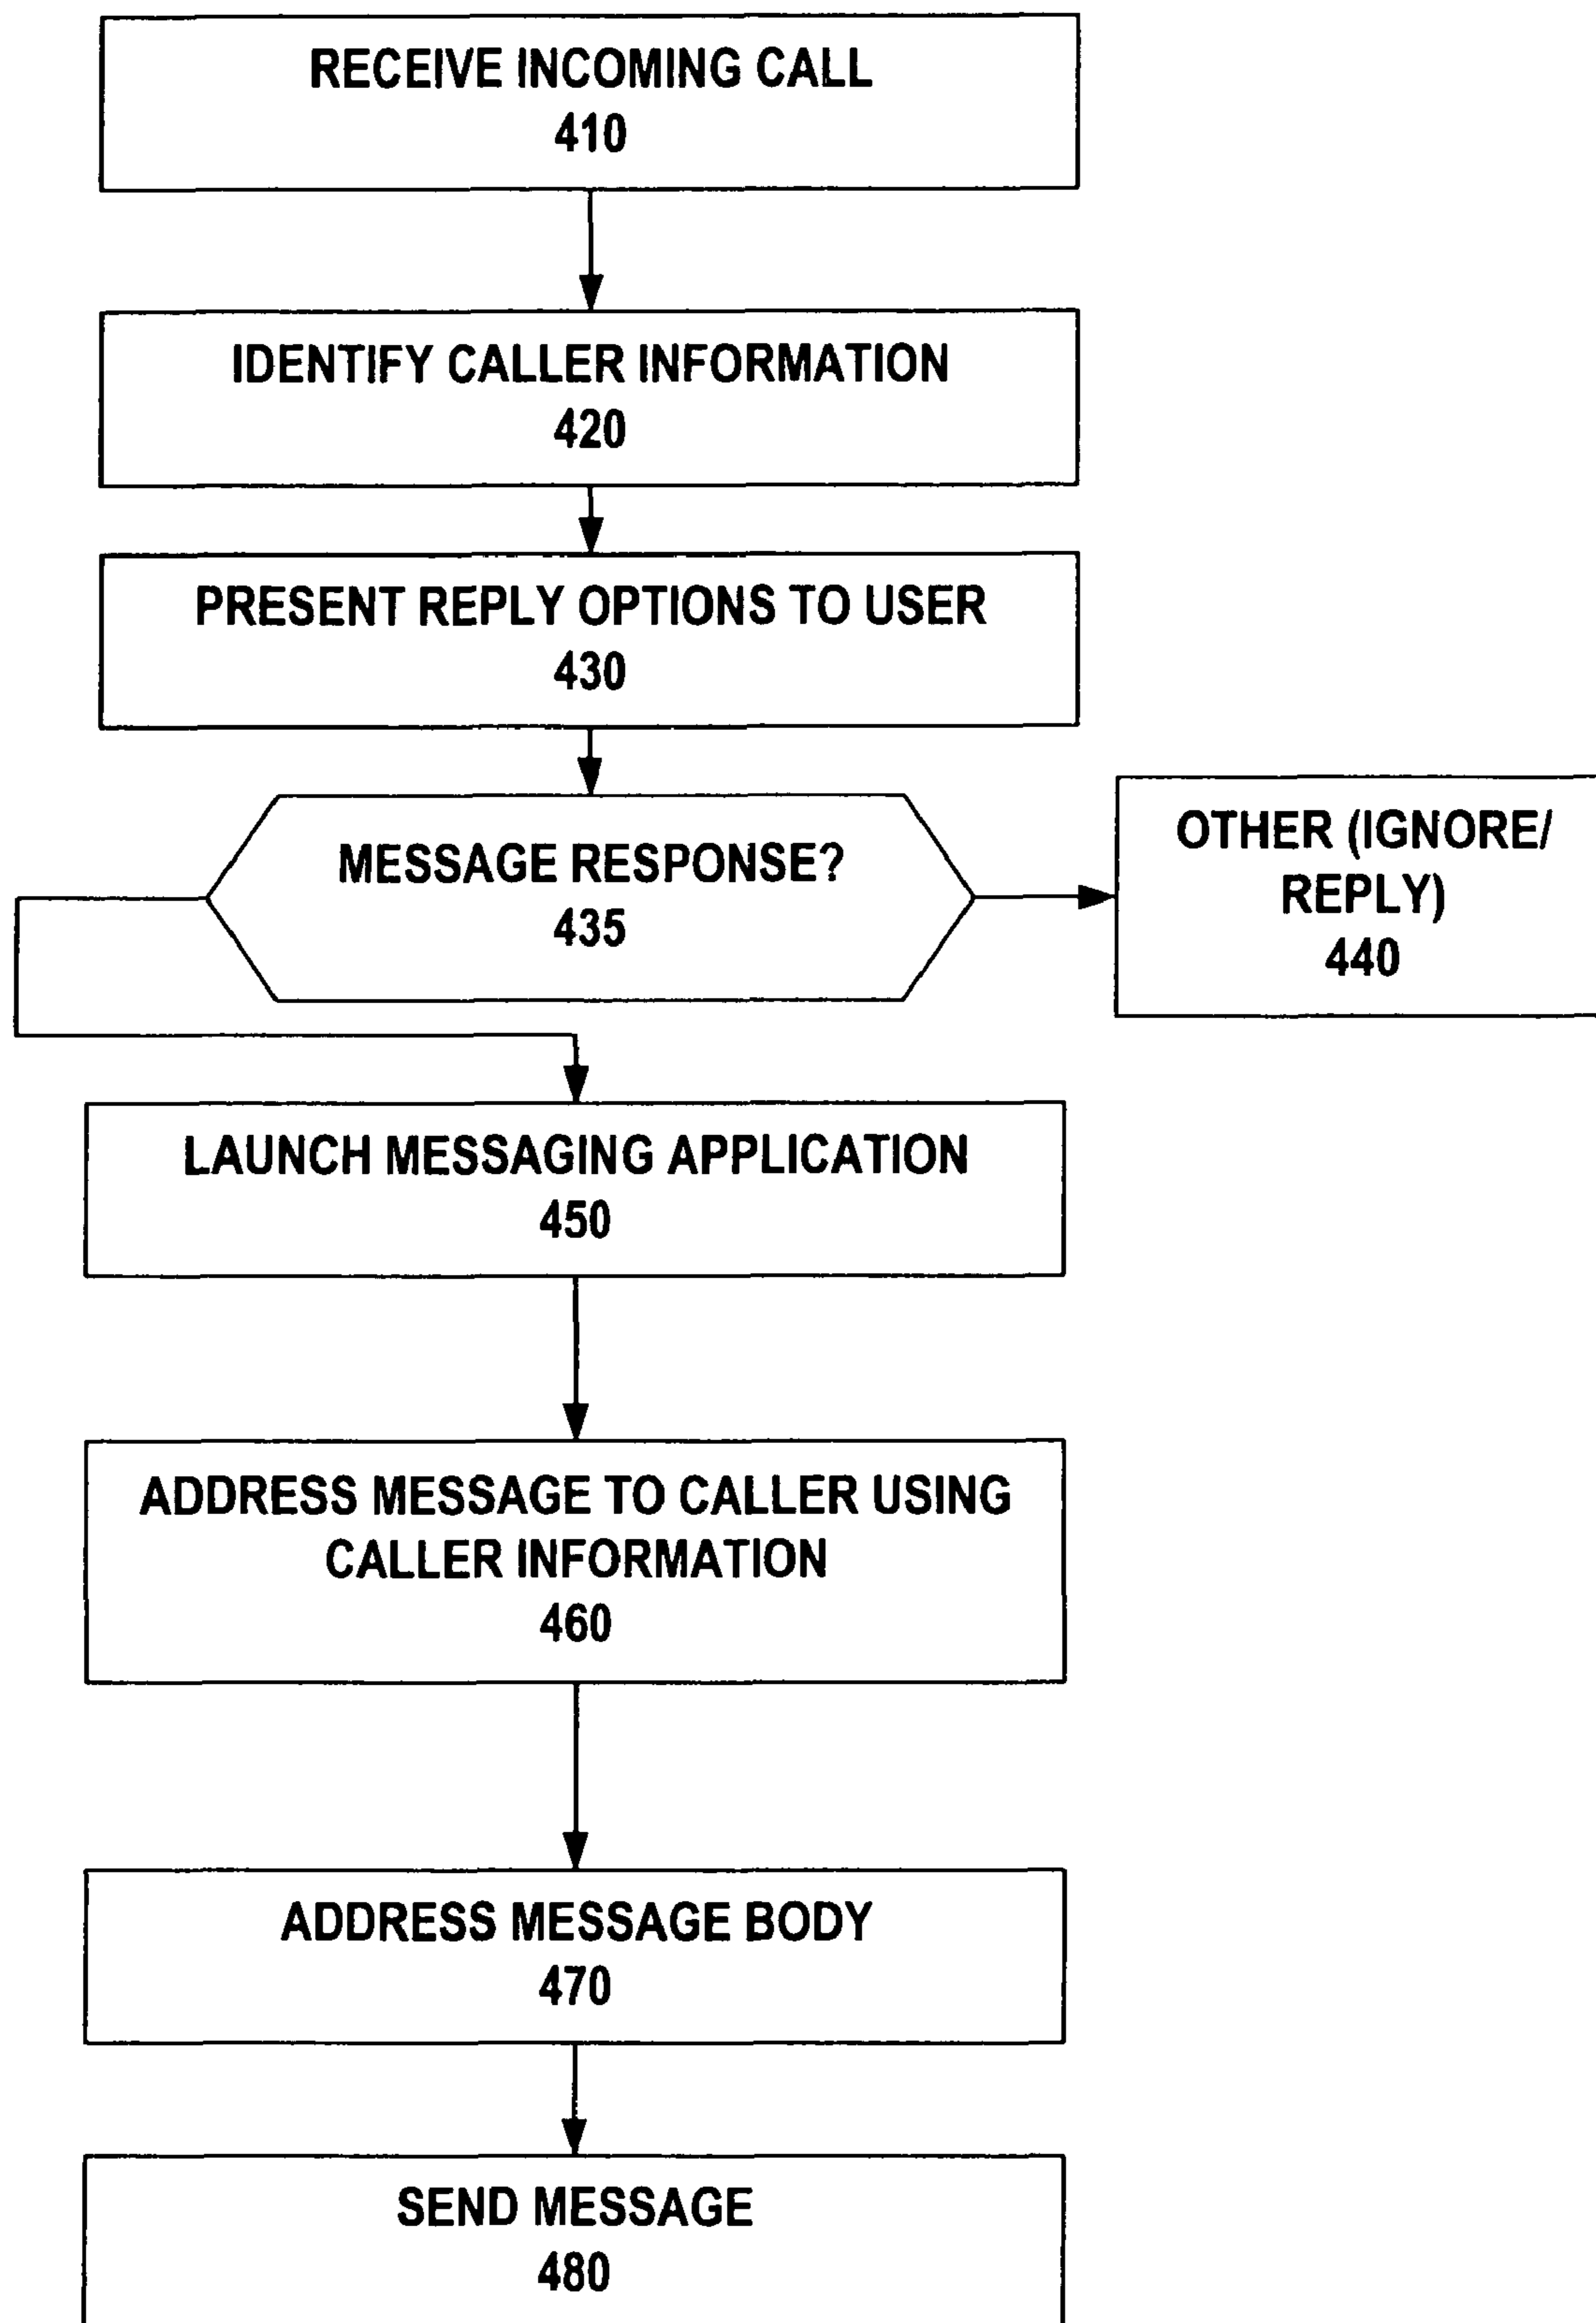 RECEIVE INCOMING CALL
410
IDENTIFY CALLER INFORMATION
420
PRESENT REPLY OPTIONS TO USER
430
MESSAGE RESPONSE?
435
OTHER (IGNORE/
REPLY)
440
LAUNCH MESSAGING APPLICATION
450
ADDRESS MESSAGE TO CALLER USING
CALLER INFORMATION
460
ADDRESS MESSAGE BODY
470
SEND MESSAGE
480